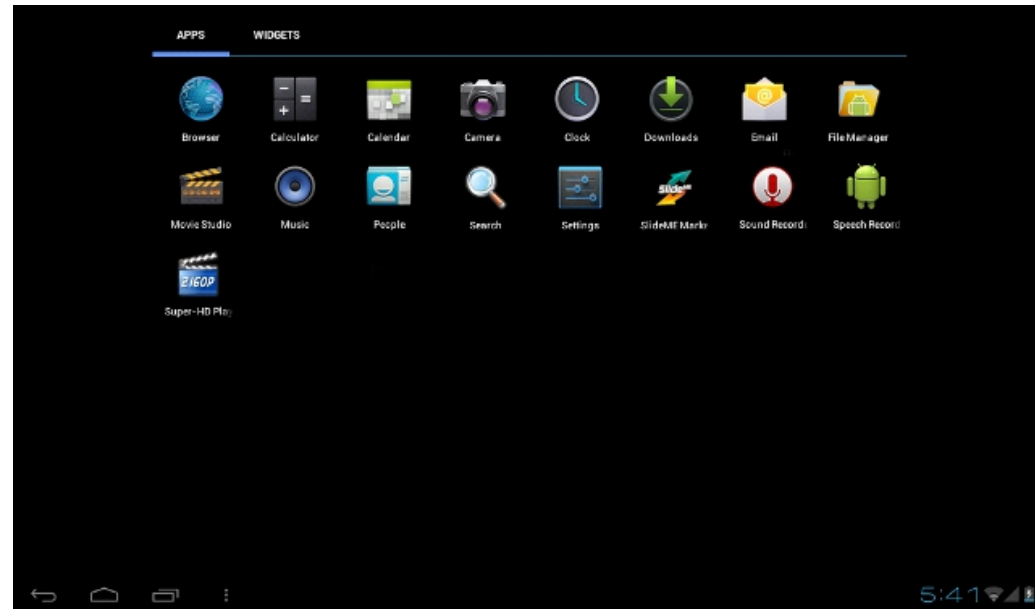 APPS WIDGETS
Browser Calculator Calendar Camera Clock Downloads Email File Manager
SlideME
Movie Studio Music People Search Settings SlideME Marke Sound Record Speech Record
2160P
Super-HD Play
5:41